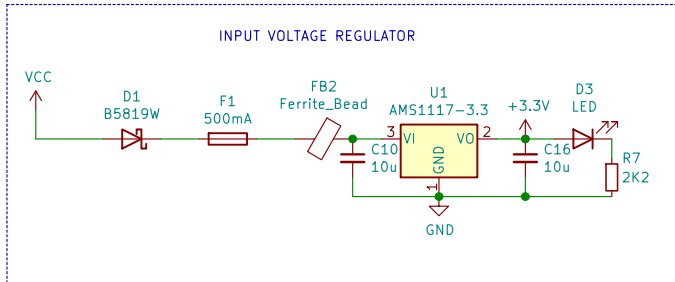 INPUT VOLTAGE REGULATOR
VCC
D1
B5819W
F1
500mA
FB2
Ferrite_Bead
C10
10u
U1
AMS1117-3.3
3
VI
VO
2
GND
1
GND
+3.3V
C16
10u
D3
LED
R7
2K2